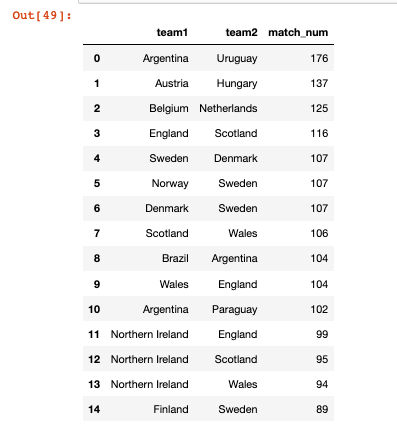 Out[49]:
team1 team2 match_num
0 Argentina Uruguay 176
1 Austria Hungary 137
2 Belgium Netherlands 125
3 England Scotland 116
4 Sweden Denmark 107
5 Norway Sweden 107
6 Denmark Sweden 107
7 Scotland Wales 106
8 Brazil Argentina 104
9 Wales England 104
10 Argentina Paraguay 102
11 Northern Ireland England 99
12 Northern Ireland Scotland 95
13 Northern Ireland Wales 94
14 Finland Sweden 89